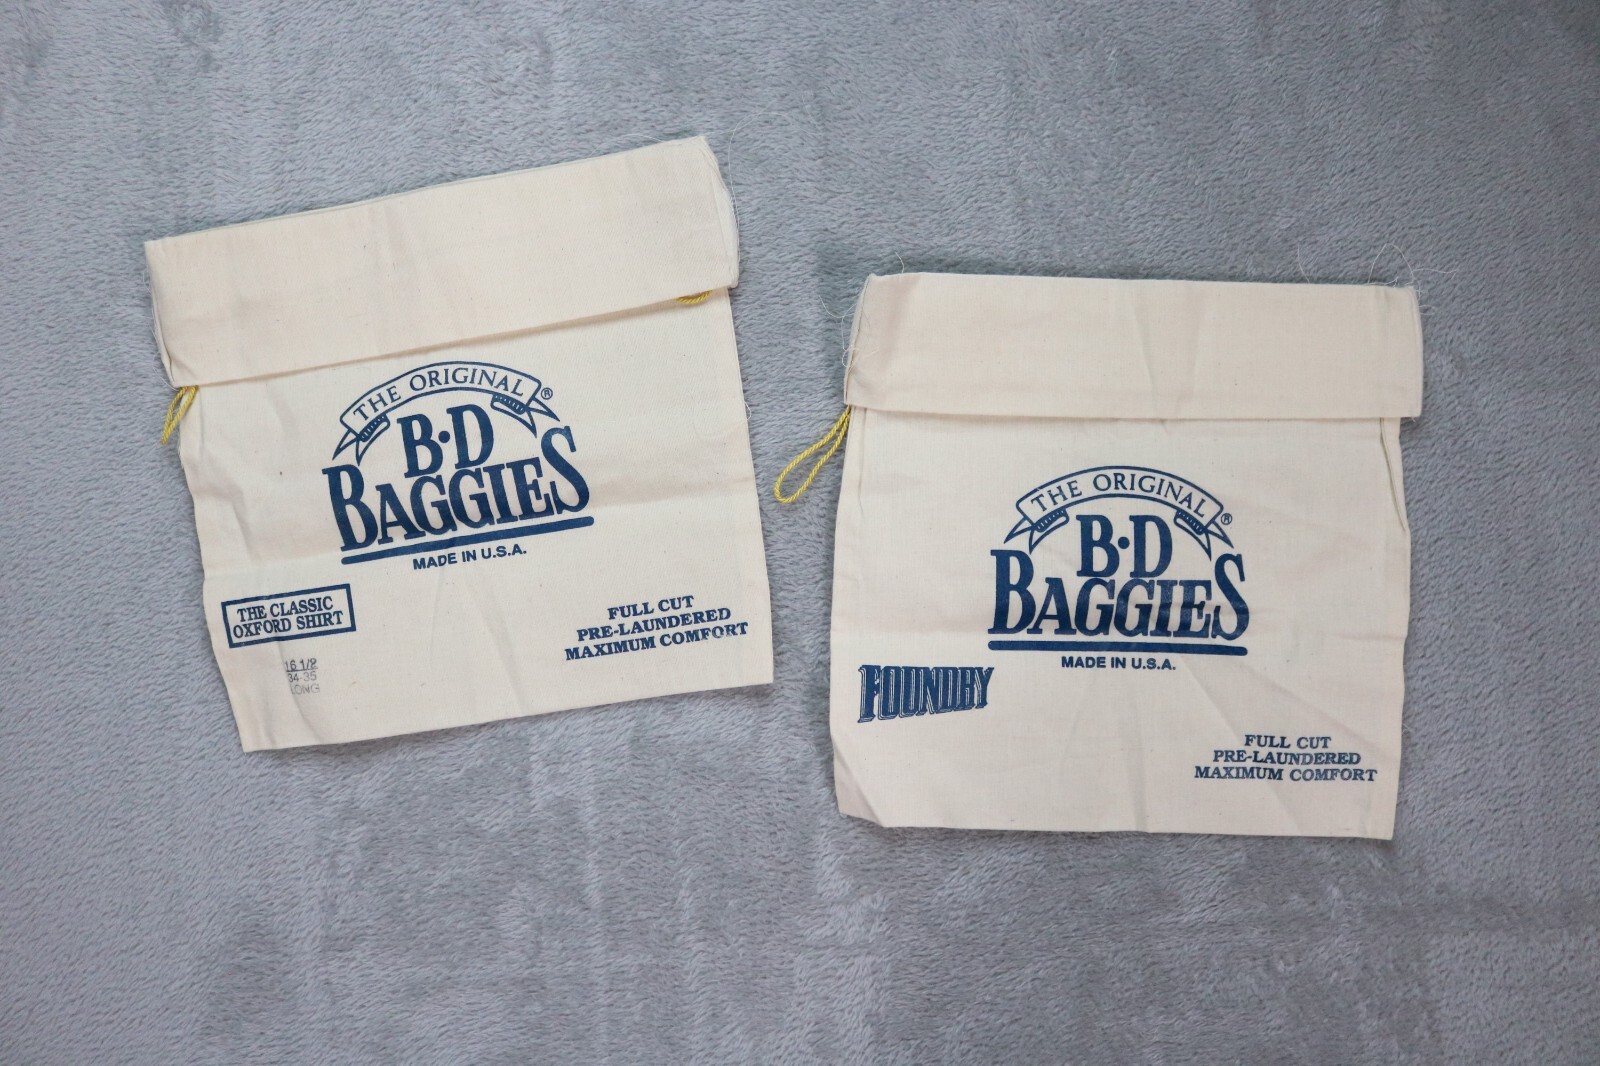 THE ORIGINAL ®
B·D
BAGGIES
MADE IN U.S.A.
THE CLASSIC
OXFORD SHIRT
16 1/2
34-35
LONG
FULL CUT
PRE-LAUNDERED
MAXIMUM COMFORT
THE ORIGINAL ®
B·D
BAGGIES
MADE IN U.S.A.
FOUNDRY
FULL CUT
PRE-LAUNDERED
MAXIMUM COMFORT